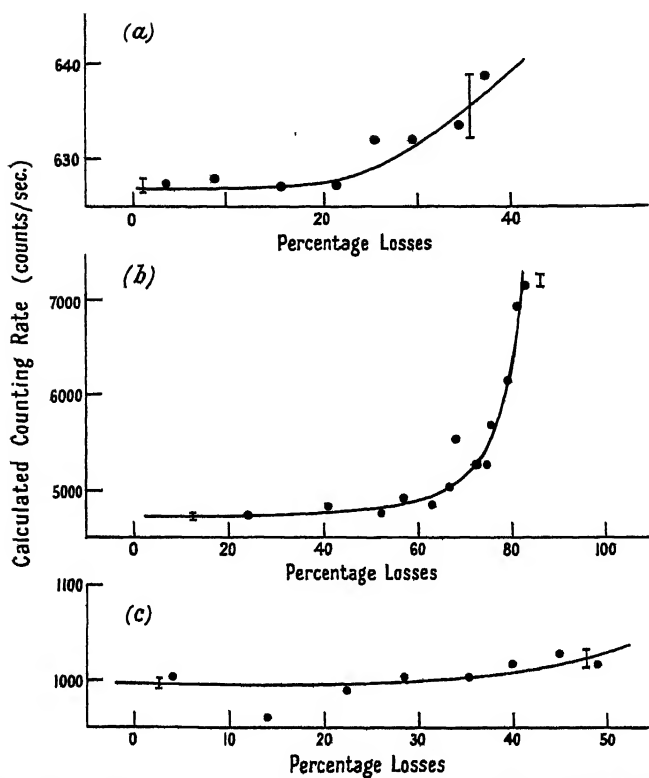 (a)
640
630
0 20 40
Percentage Losses
Calculated Counting Rate (counts/sec.)
(b)
7000
6000
5000
0 20 40 60 80 100
Percentage Losses
(c)
1100
1000
0 10 20 30 40 50
Percentage Losses